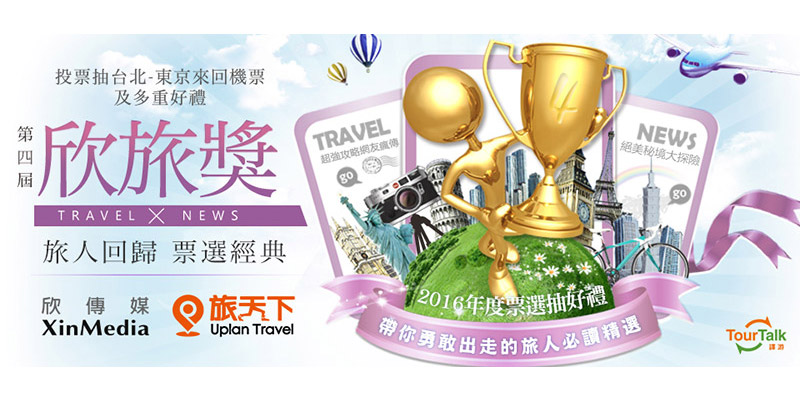 投票抽台北-東京來回機票
及多重好禮
第四屆
欣旅獎
TRAVEL X NEWS
旅人回歸 票選經典
欣傳媒
XinMedia
旅天下
Uplan Travel
TRAVEL
超強攻略網友瘋傳
go
4
NEWS
絕美秘境大探險
go
2016年度票選抽好禮
帶你勇敢出走的旅人必讀精選
TourTalk